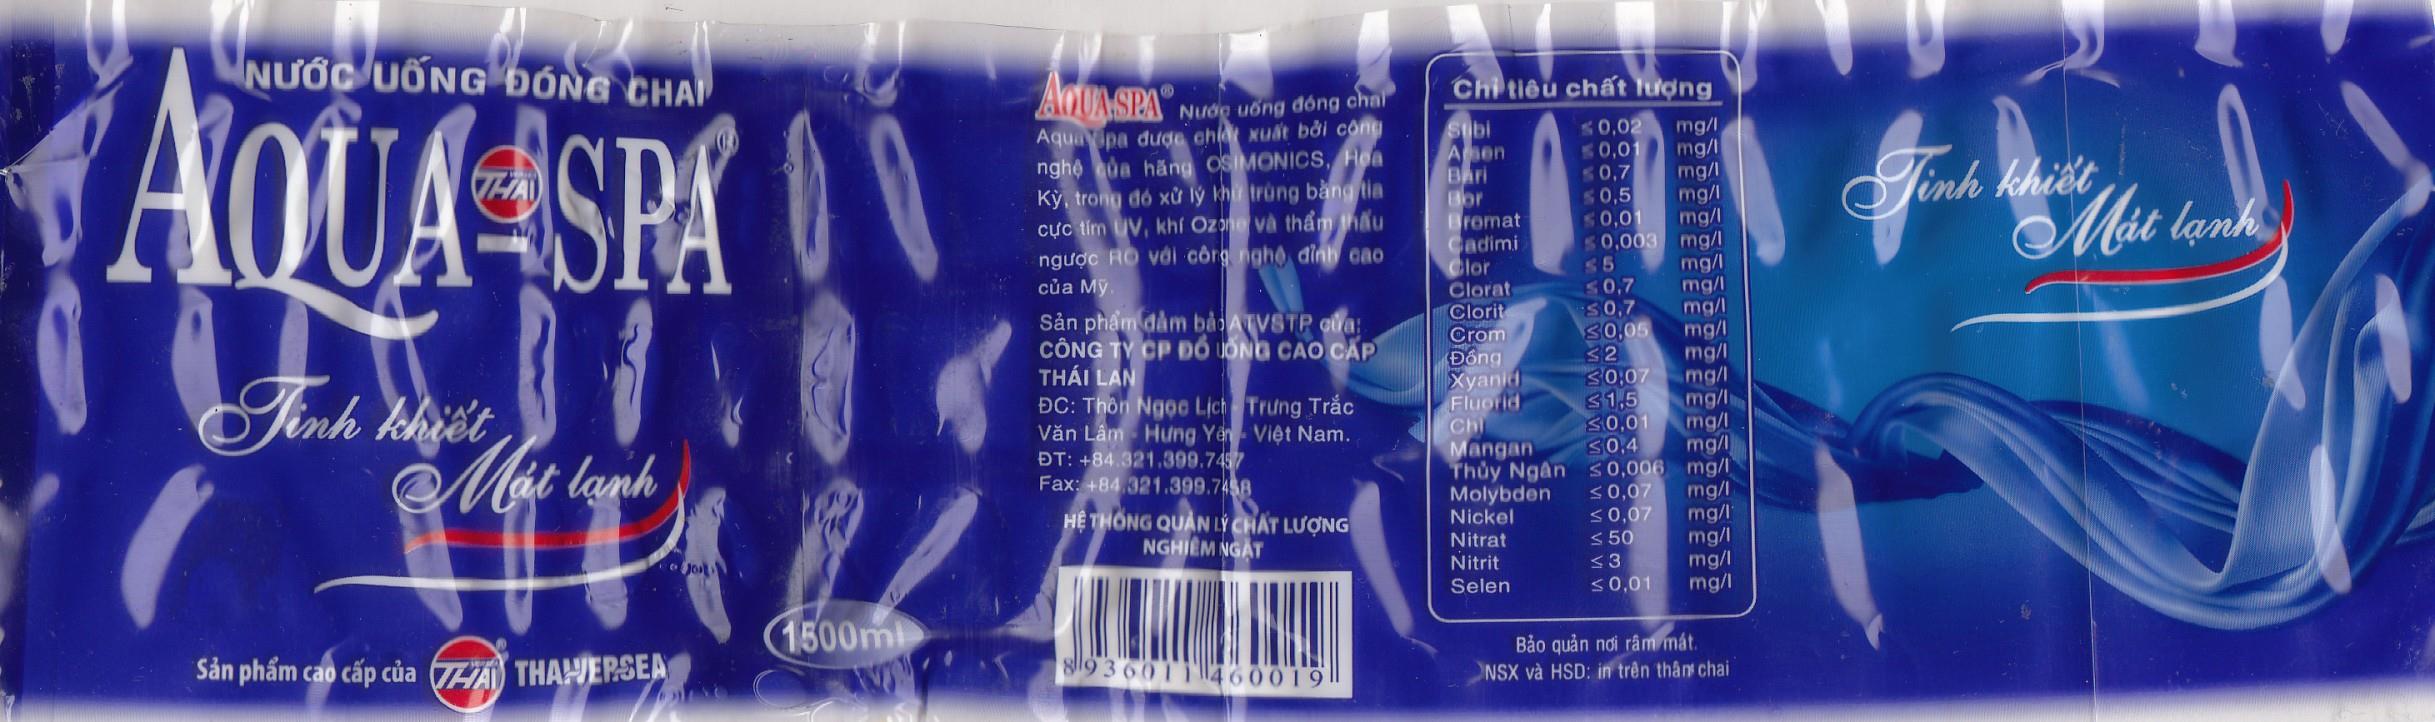 NƯỚC UỐNG ĐÓNG CHAI
AQUA-SPA®
THAI
Tinh khiết
Mát lạnh
Sản phẩm cao cấp của THAI® THAIVERSEA
1500ml
AQUA-SPA® Nước uống đóng chai
Aqua Spa được chiết xuất bởi công
nghệ của hãng OSIMONICS, Hoa
Kỳ, trong đó xử lý khử trùng bằng tia
cực tím UV, khí Ozone và thẩm thấu
ngược RO với công nghệ đỉnh cao
của Mỹ.
Sản phẩm đảm bảo ATVSTP của:
CÔNG TY CP ĐỒ UỐNG CAO CẤP
THÁI LAN
ĐC: Thôn Ngọc Lịch - Trưng Trắc
Văn Lâm - Hưng Yên - Việt Nam.
ĐT: +84.321.399.7457
Fax: +84.321.399.7458
HỆ THỐNG QUẢN LÝ CHẤT LƯỢNG
NGHIÊM NGẶT
8 936011 460019
Chỉ tiêu chất lượng
Stibi ≤ 0,02 mg/l
Arsen ≤ 0,01 mg/l
Bari ≤ 0,7 mg/l
Bor ≤ 0,5 mg/l
Bromat ≤ 0,01 mg/l
Cadimi ≤ 0,003 mg/l
Clor ≤ 5 mg/l
Clorat ≤ 0,7 mg/l
Clorit ≤ 0,7 mg/l
Crom ≤ 0,05 mg/l
Đồng ≤ 2 mg/l
Xyanid ≤ 0,07 mg/l
Fluorid ≤ 1,5 mg/l
Chì ≤ 0,01 mg/l
Mangan ≤ 0,4 mg/l
Thủy Ngân ≤ 0,006 mg/l
Molybden ≤ 0,07 mg/l
Nickel ≤ 0,07 mg/l
Nitrat ≤ 50 mg/l
Nitrit ≤ 3 mg/l
Selen ≤ 0,01 mg/l
Bảo quản nơi râm mát.
NSX và HSD: in trên thân chai
Tinh khiết
Mát lạnh